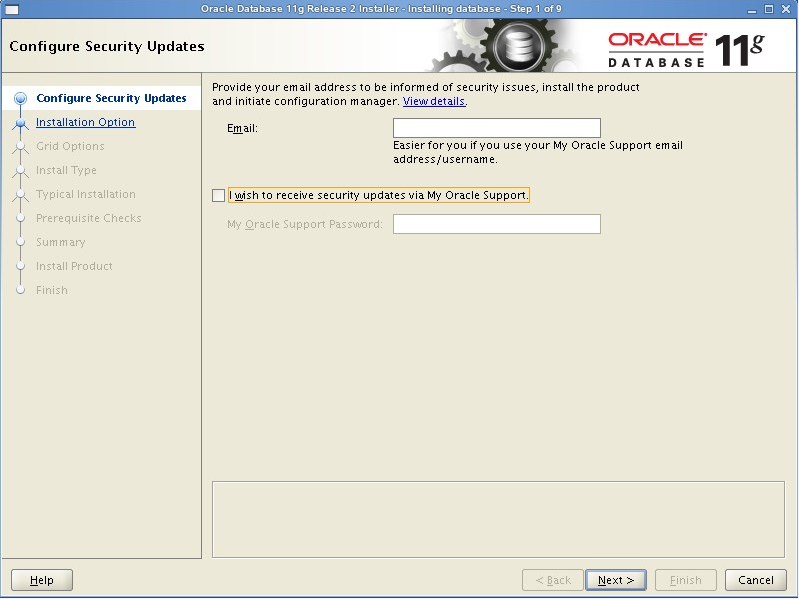 Oracle Database 11g Release 2 Installer - Installing database - Step 1 of 9
Configure Security Updates
ORACLE
DATABASE
11g
Configure Security Updates
Installation Option
Grid Options
Install Type
Typical Installation
Prerequisite Checks
Summary
Install Product
Finish
Provide your email address to be informed of security issues, install the product
and initiate configuration manager. View details.
Email:
Easier for you if you use your My Oracle Support email
address/username.
I wish to receive security updates via My Oracle Support.
My Oracle Support Password:
Help
< Back
Next >
Finish
Cancel